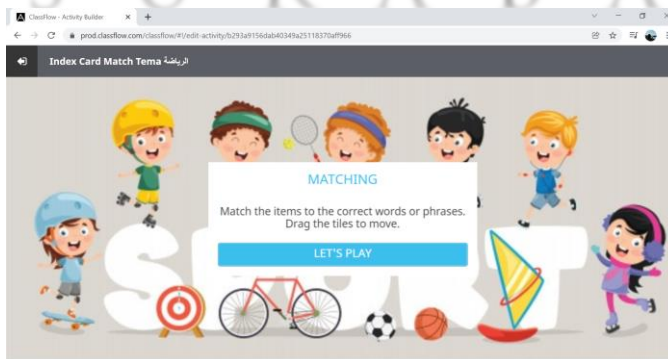 ClassFlow - Activity Builder
prod.classflow.com/classflow/#!/edit-activity/b293a9156dab40349a25118370aff966
Index Card Match Tema الرياضة
MATCHING
Match the items to the correct words or phrases.
Drag the tiles to move.
LET'S PLAY
SPORT